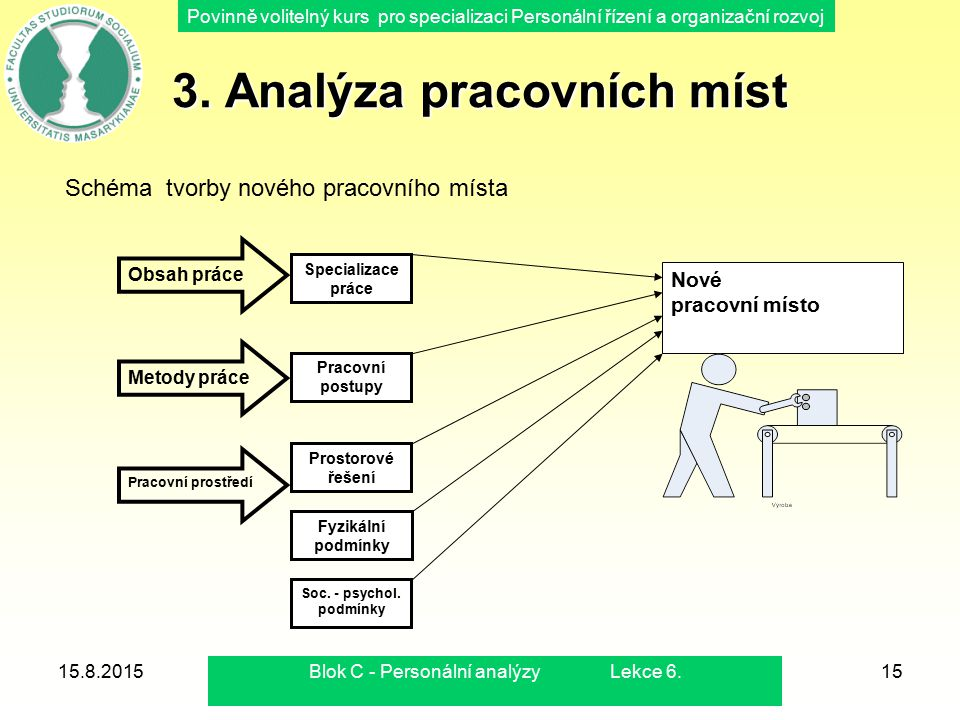 Povinně volitelný kurs pro specializaci Personální řízení a organizační rozvoj
FACULTAS STUDIORUM SOCIALIUM
UNIVERSITATIS MASARYKIANAE
3. Analýza pracovních míst
Schéma tvorby nového pracovního místa
Obsah práce
Specializace
práce
Nové
pracovní místo
Metody práce
Pracovní
postupy
Pracovní prostředí
Prostorové
řešení
Fyzikální
podmínky
Soc. - psychol.
podmínky
Výroba
15.8.2015
Blok C - Personální analýzy Lekce 6.
15